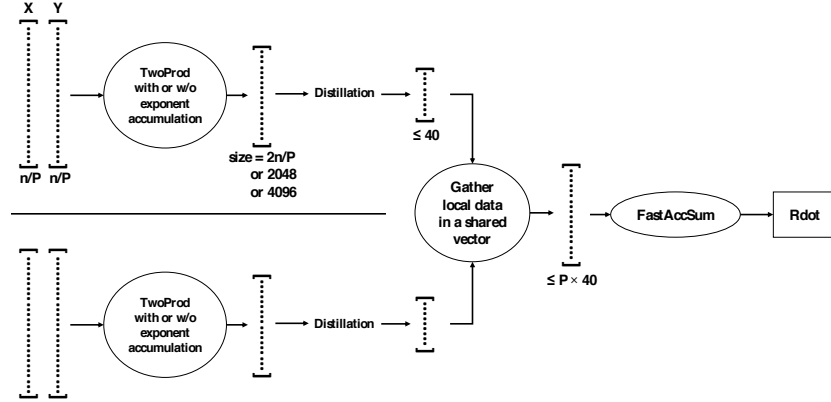 X Y
TwoProd
with or w/o
exponent
accumulation
Distillation
≤ 40
n/P n/P
size = 2n/P
or 2048
or 4096
Gather
local data
in a shared
vector
FastAccSum
Rdot
≤ P × 40
TwoProd
with or w/o
exponent
accumulation
Distillation